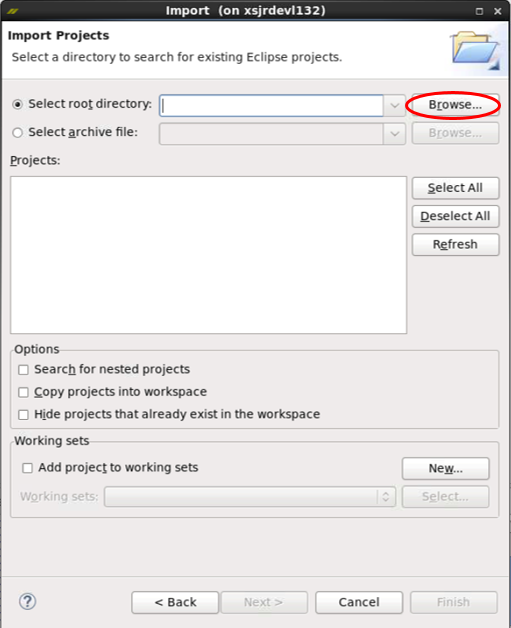 Import (on xsjrdevl132)
Import Projects
Select a directory to search for existing Eclipse projects.
Select root directory: Browse...
Select archive file: Browse...
Projects:
Select All
Deselect All
Refresh
Options
Search for nested projects
Copy projects into workspace
Hide projects that already exist in the workspace
Working sets
Add project to working sets New...
Working sets: Select...
? < Back Next > Cancel Finish